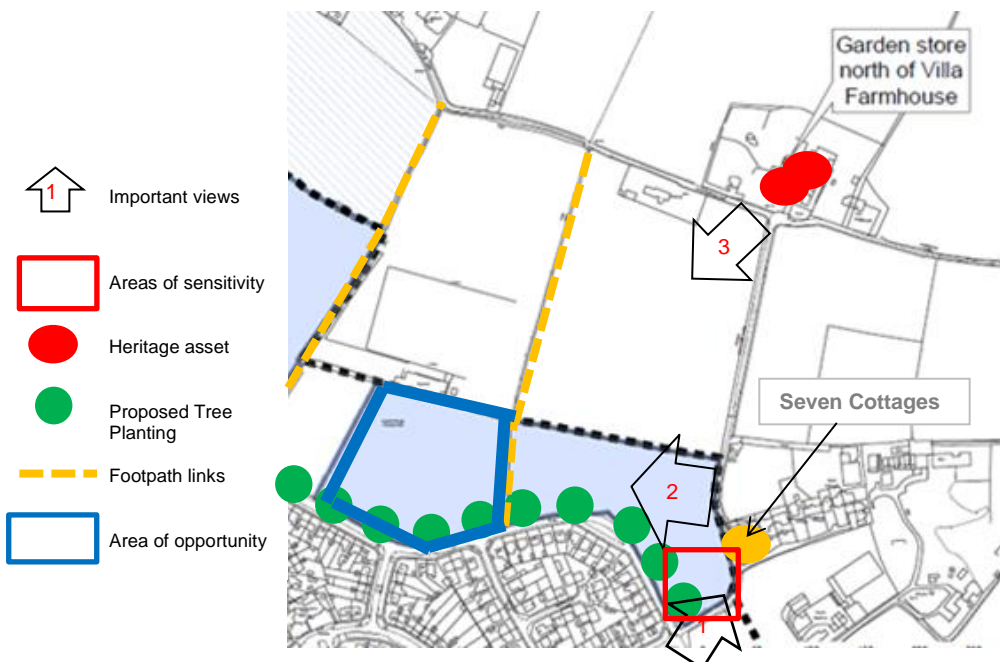 1
Important views
Areas of sensitivity
Heritage asset
Proposed Tree
Planting
Footpath links
Area of opportunity
Garden store
north of Villa
Farmhouse
3
Seven Cottages
2
1